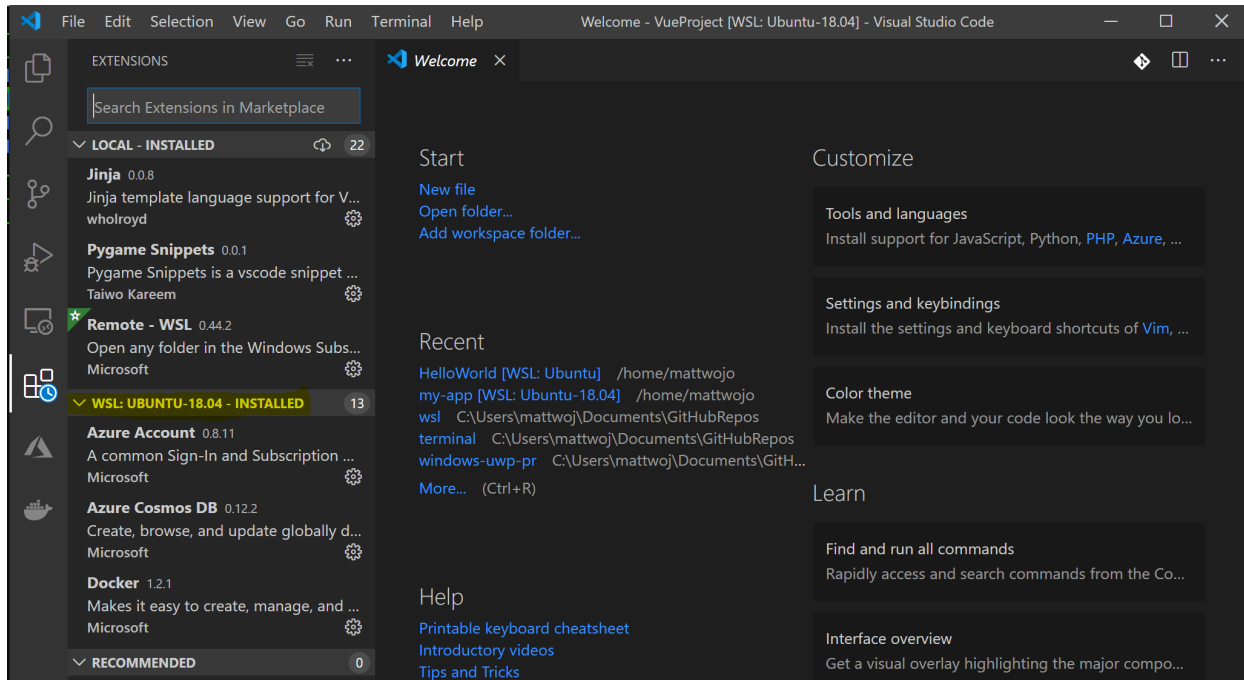 File Edit Selection View Go Run Terminal Help Welcome - VueProject [WSL: Ubuntu-18.04] - Visual Studio Code
EXTENSIONS
Search Extensions in Marketplace
LOCAL - INSTALLED 22
Jinja 0.0.8
Jinja template language support for V...
wholroyd
Pygame Snippets 0.0.1
Pygame Snippets is a vscode snippet ...
Taiwo Kareem
Remote - WSL 0.44.2
Open any folder in the Windows Subs...
Microsoft
WSL: UBUNTU-18.04 - INSTALLED 13
Azure Account 0.8.11
A common Sign-In and Subscription ...
Microsoft
Azure Cosmos DB 0.12.2
Create, browse, and update globally d...
Microsoft
Docker 1.2.1
Makes it easy to create, manage, and ...
Microsoft
RECOMMENDED 0
Welcome
Start
New file
Open folder...
Add workspace folder...
Recent
HelloWorld [WSL: Ubuntu] /home/mattwojo
my-app [WSL: Ubuntu-18.04] /home/mattwojo
wsl C:\Users\mattwoj\Documents\GitHubRepos
terminal C:\Users\mattwoj\Documents\GitHubRepos
windows-uwp-pr C:\Users\mattwoj\Documents\GitH...
More... (Ctrl+R)
Help
Printable keyboard cheatsheet
Introductory videos
Tips and Tricks
Customize
Tools and languages
Install support for JavaScript, Python, PHP, Azure, ...
Settings and keybindings
Install the settings and keyboard shortcuts of Vim, ...
Color theme
Make the editor and your code look the way you lo...
Learn
Find and run all commands
Rapidly access and search commands from the Co...
Interface overview
Get a visual overlay highlighting the major compo...